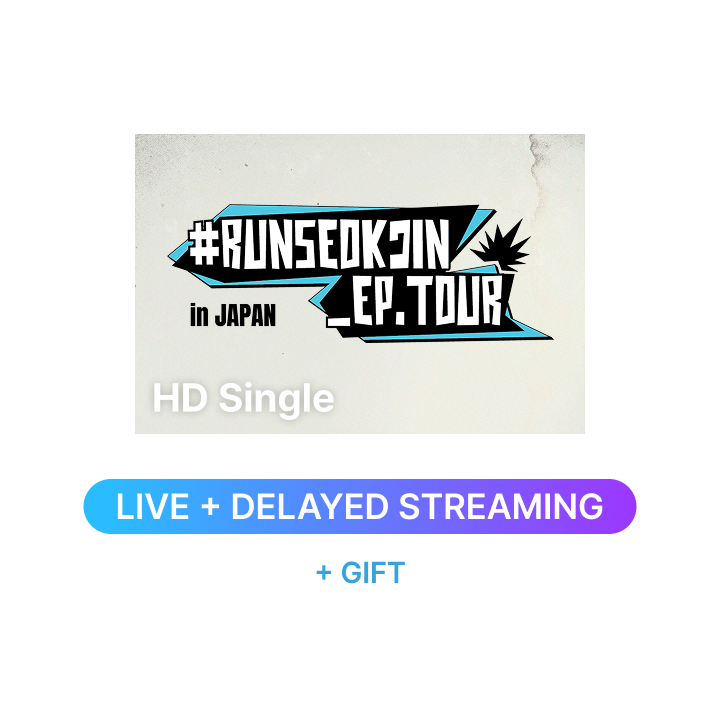 #RUNSEOKJIN
_EP.TOUR
in JAPAN
HD Single
LIVE + DELAYED STREAMING
+ GIFT